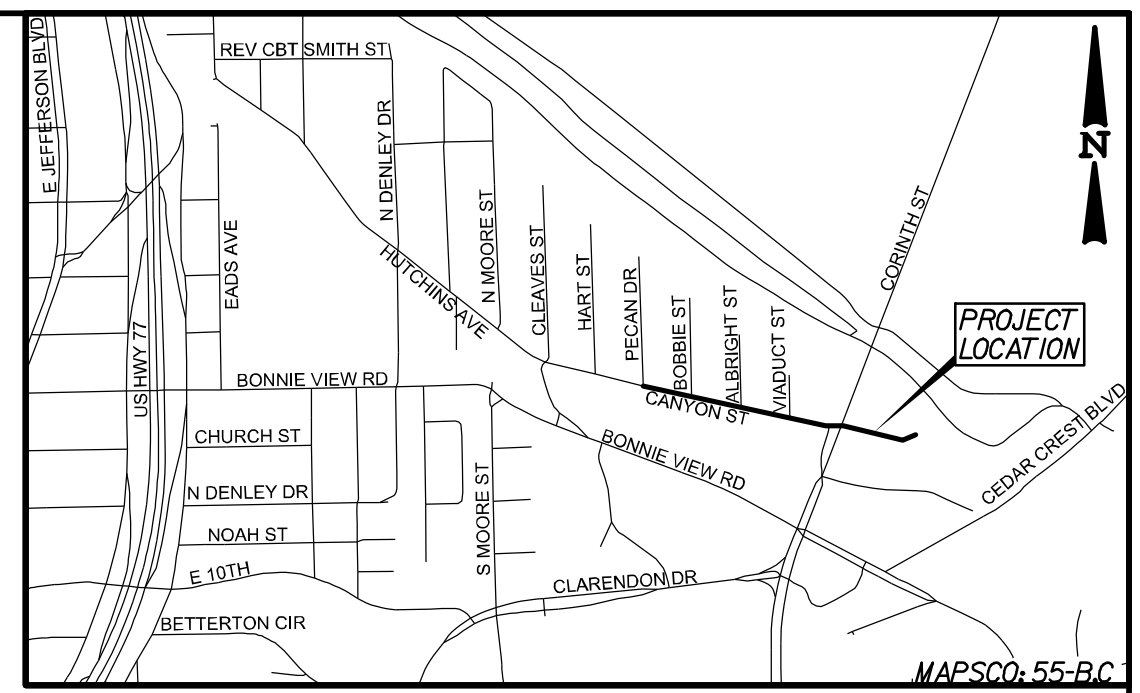 E JEFFERSON BLVD
REV CBT SMITH ST
N DENLEY DR
N
CORINTH ST
N MOORE ST
EADS AVE
HUTCHINS AVE
CLEAVES ST
HART ST
PECAN DR
BOBBIE ST
ALBRIGHT ST
VIADUCT ST
PROJECT
LOCATION
US HWY 77
BONNIE VIEW RD
CANYON ST
CHURCH ST
BONNIE VIEW RD
CEDAR CREST BLVD
N DENLEY DR
S MOORE ST
NOAH ST
E 10TH
CLARENDON DR
BETTERTON CIR
MAPSCO: 55-B,C